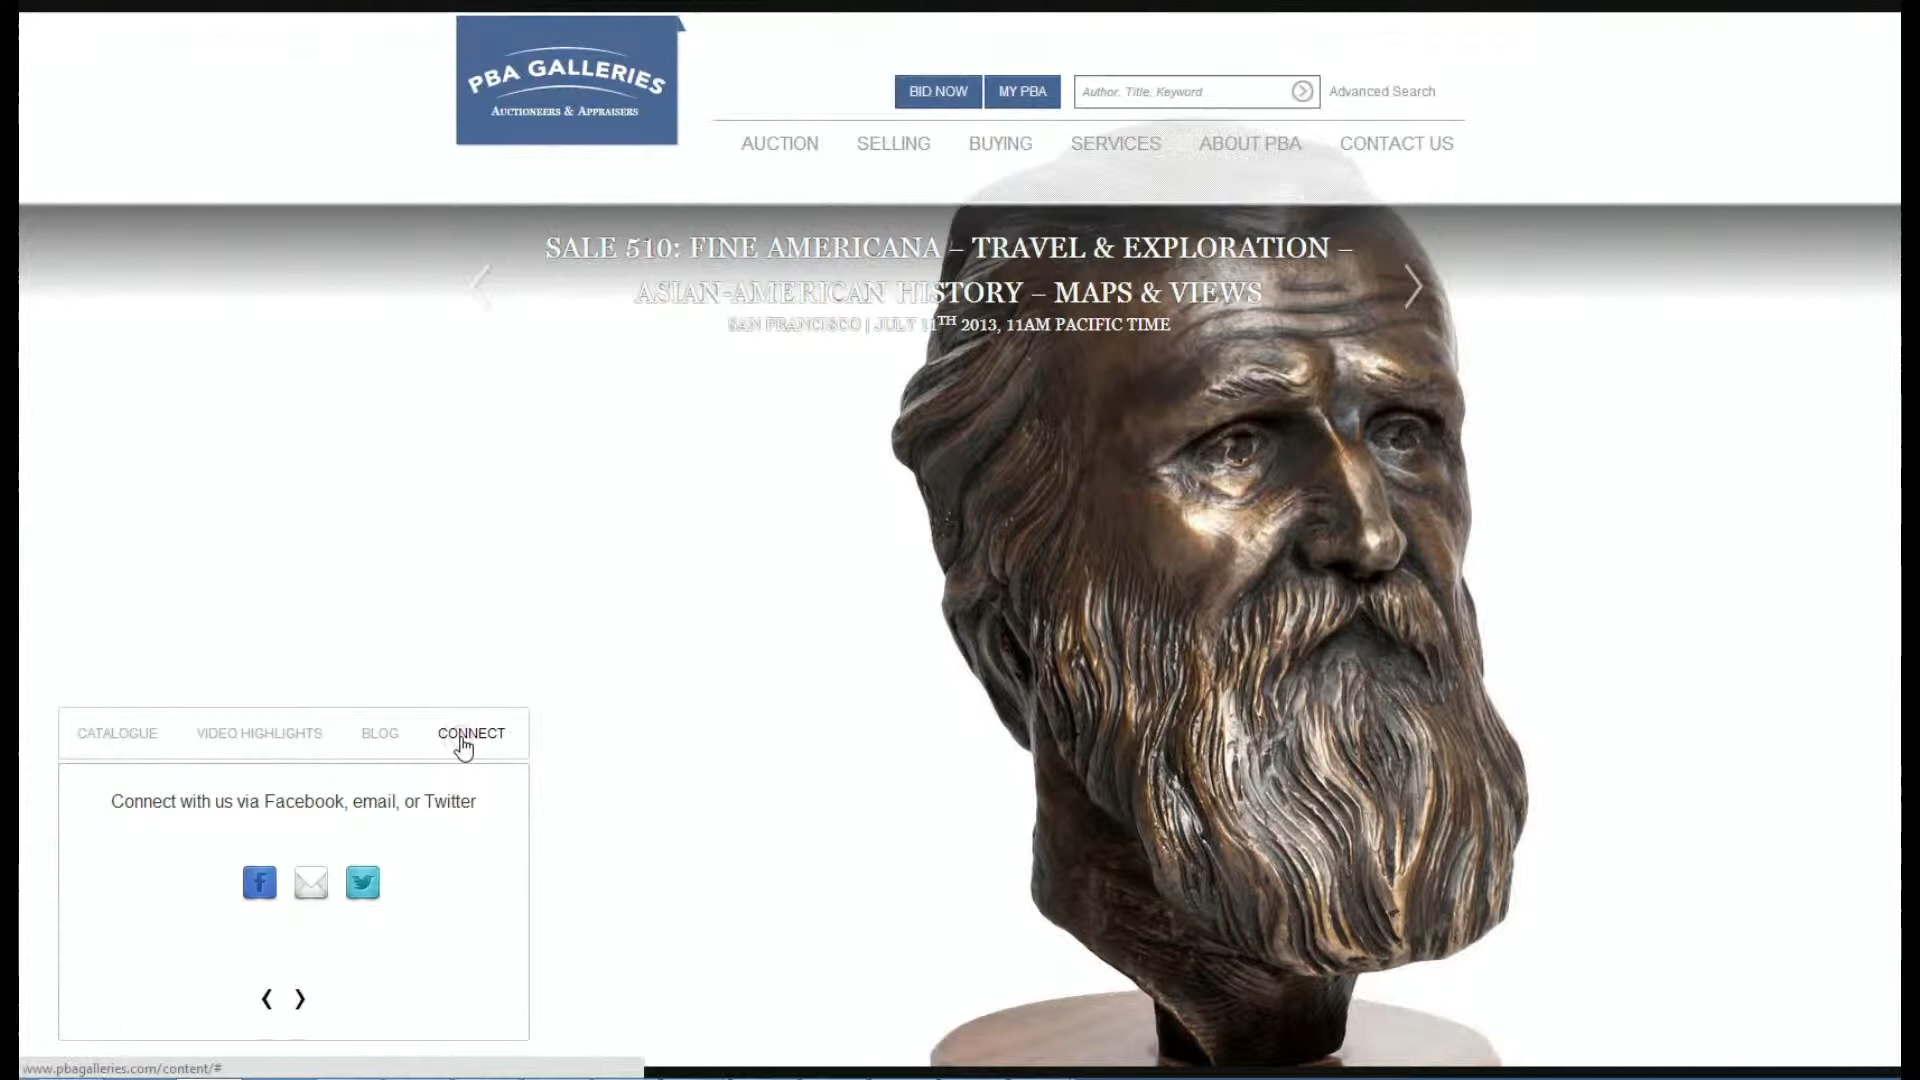 PBA GALLERIES
AUCTIONEERS & APPRAISERS
BID NOW
MY PBA
Author, Title, Keyword
Advanced Search
AUCTION
SELLING
BUYING
SERVICES
ABOUT PBA
CONTACT US
SALE 510: FINE AMERICANA – TRAVEL & EXPLORATION –
ASIAN-AMERICAN HISTORY – MAPS & VIEWS
SAN FRANCISCO | JULY 11TH 2013, 11AM PACIFIC TIME
CATALOGUE
VIDEO HIGHLIGHTS
BLOG
CONNECT
Connect with us via Facebook, email, or Twitter
www.pbagalleries.com/content/#